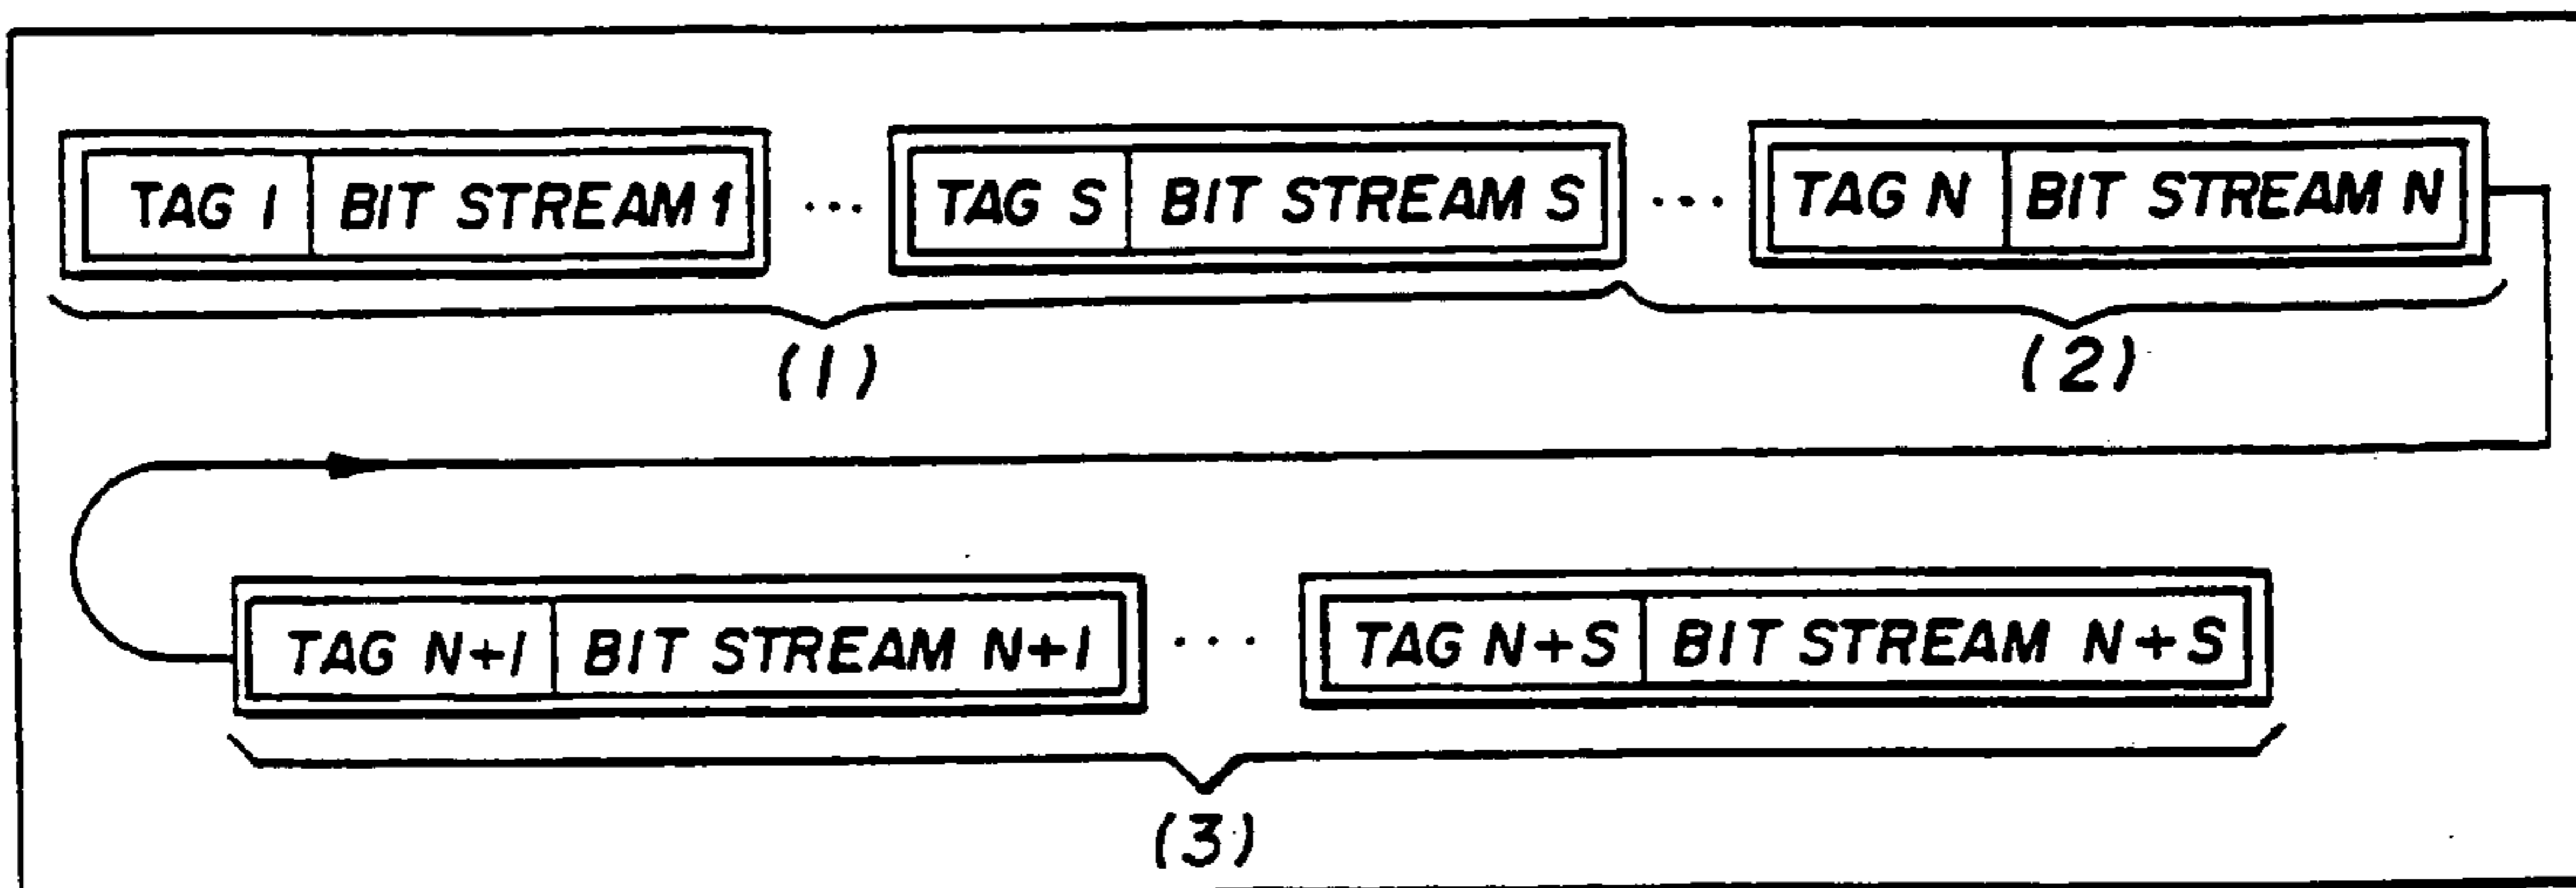 TAG 1 BIT STREAM 1 ... TAG S BIT STREAM S ... TAG N BIT STREAM N
(1) (2)
TAG N+1 BIT STREAM N+1 ... TAG N+S BIT STREAM N+S
(3)